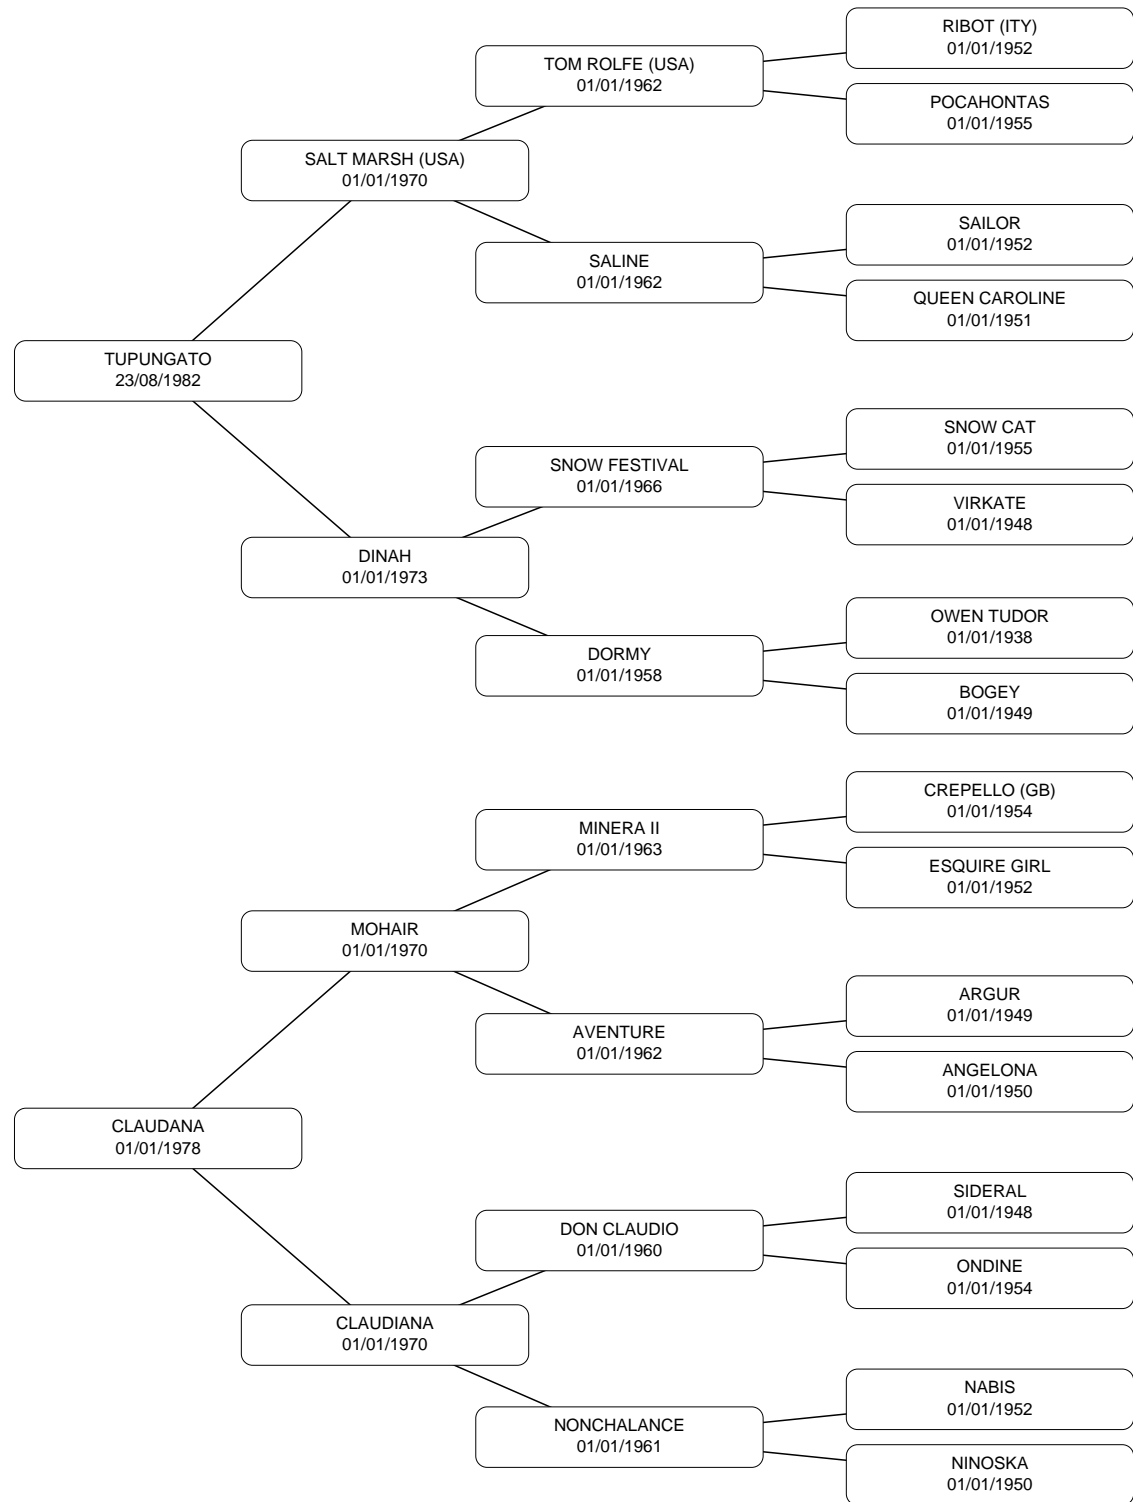 RIBOT (ITY)
01/01/1952
TOM ROLFE (USA)
01/01/1962
POCAHONTAS
01/01/1955
SALT MARSH (USA)
01/01/1970
SAILOR
01/01/1952
SALINE
01/01/1962
QUEEN CAROLINE
01/01/1951
TUPUNGATO
23/08/1982
SNOW CAT
01/01/1955
SNOW FESTIVAL
01/01/1966
VIRKATE
01/01/1948
DINAH
01/01/1973
OWEN TUDOR
01/01/1938
DORMY
01/01/1958
BOGEY
01/01/1949
CREPELLO (GB)
01/01/1954
MINERA II
01/01/1963
ESQUIRE GIRL
01/01/1952
MOHAIR
01/01/1970
ARGUR
01/01/1949
AVENTURE
01/01/1962
ANGELONA
01/01/1950
CLAUDANA
01/01/1978
SIDERAL
01/01/1948
DON CLAUDIO
01/01/1960
ONDINE
01/01/1954
CLAUDIANA
01/01/1970
NABIS
01/01/1952
NONCHALANCE
01/01/1961
NINOSKA
01/01/1950